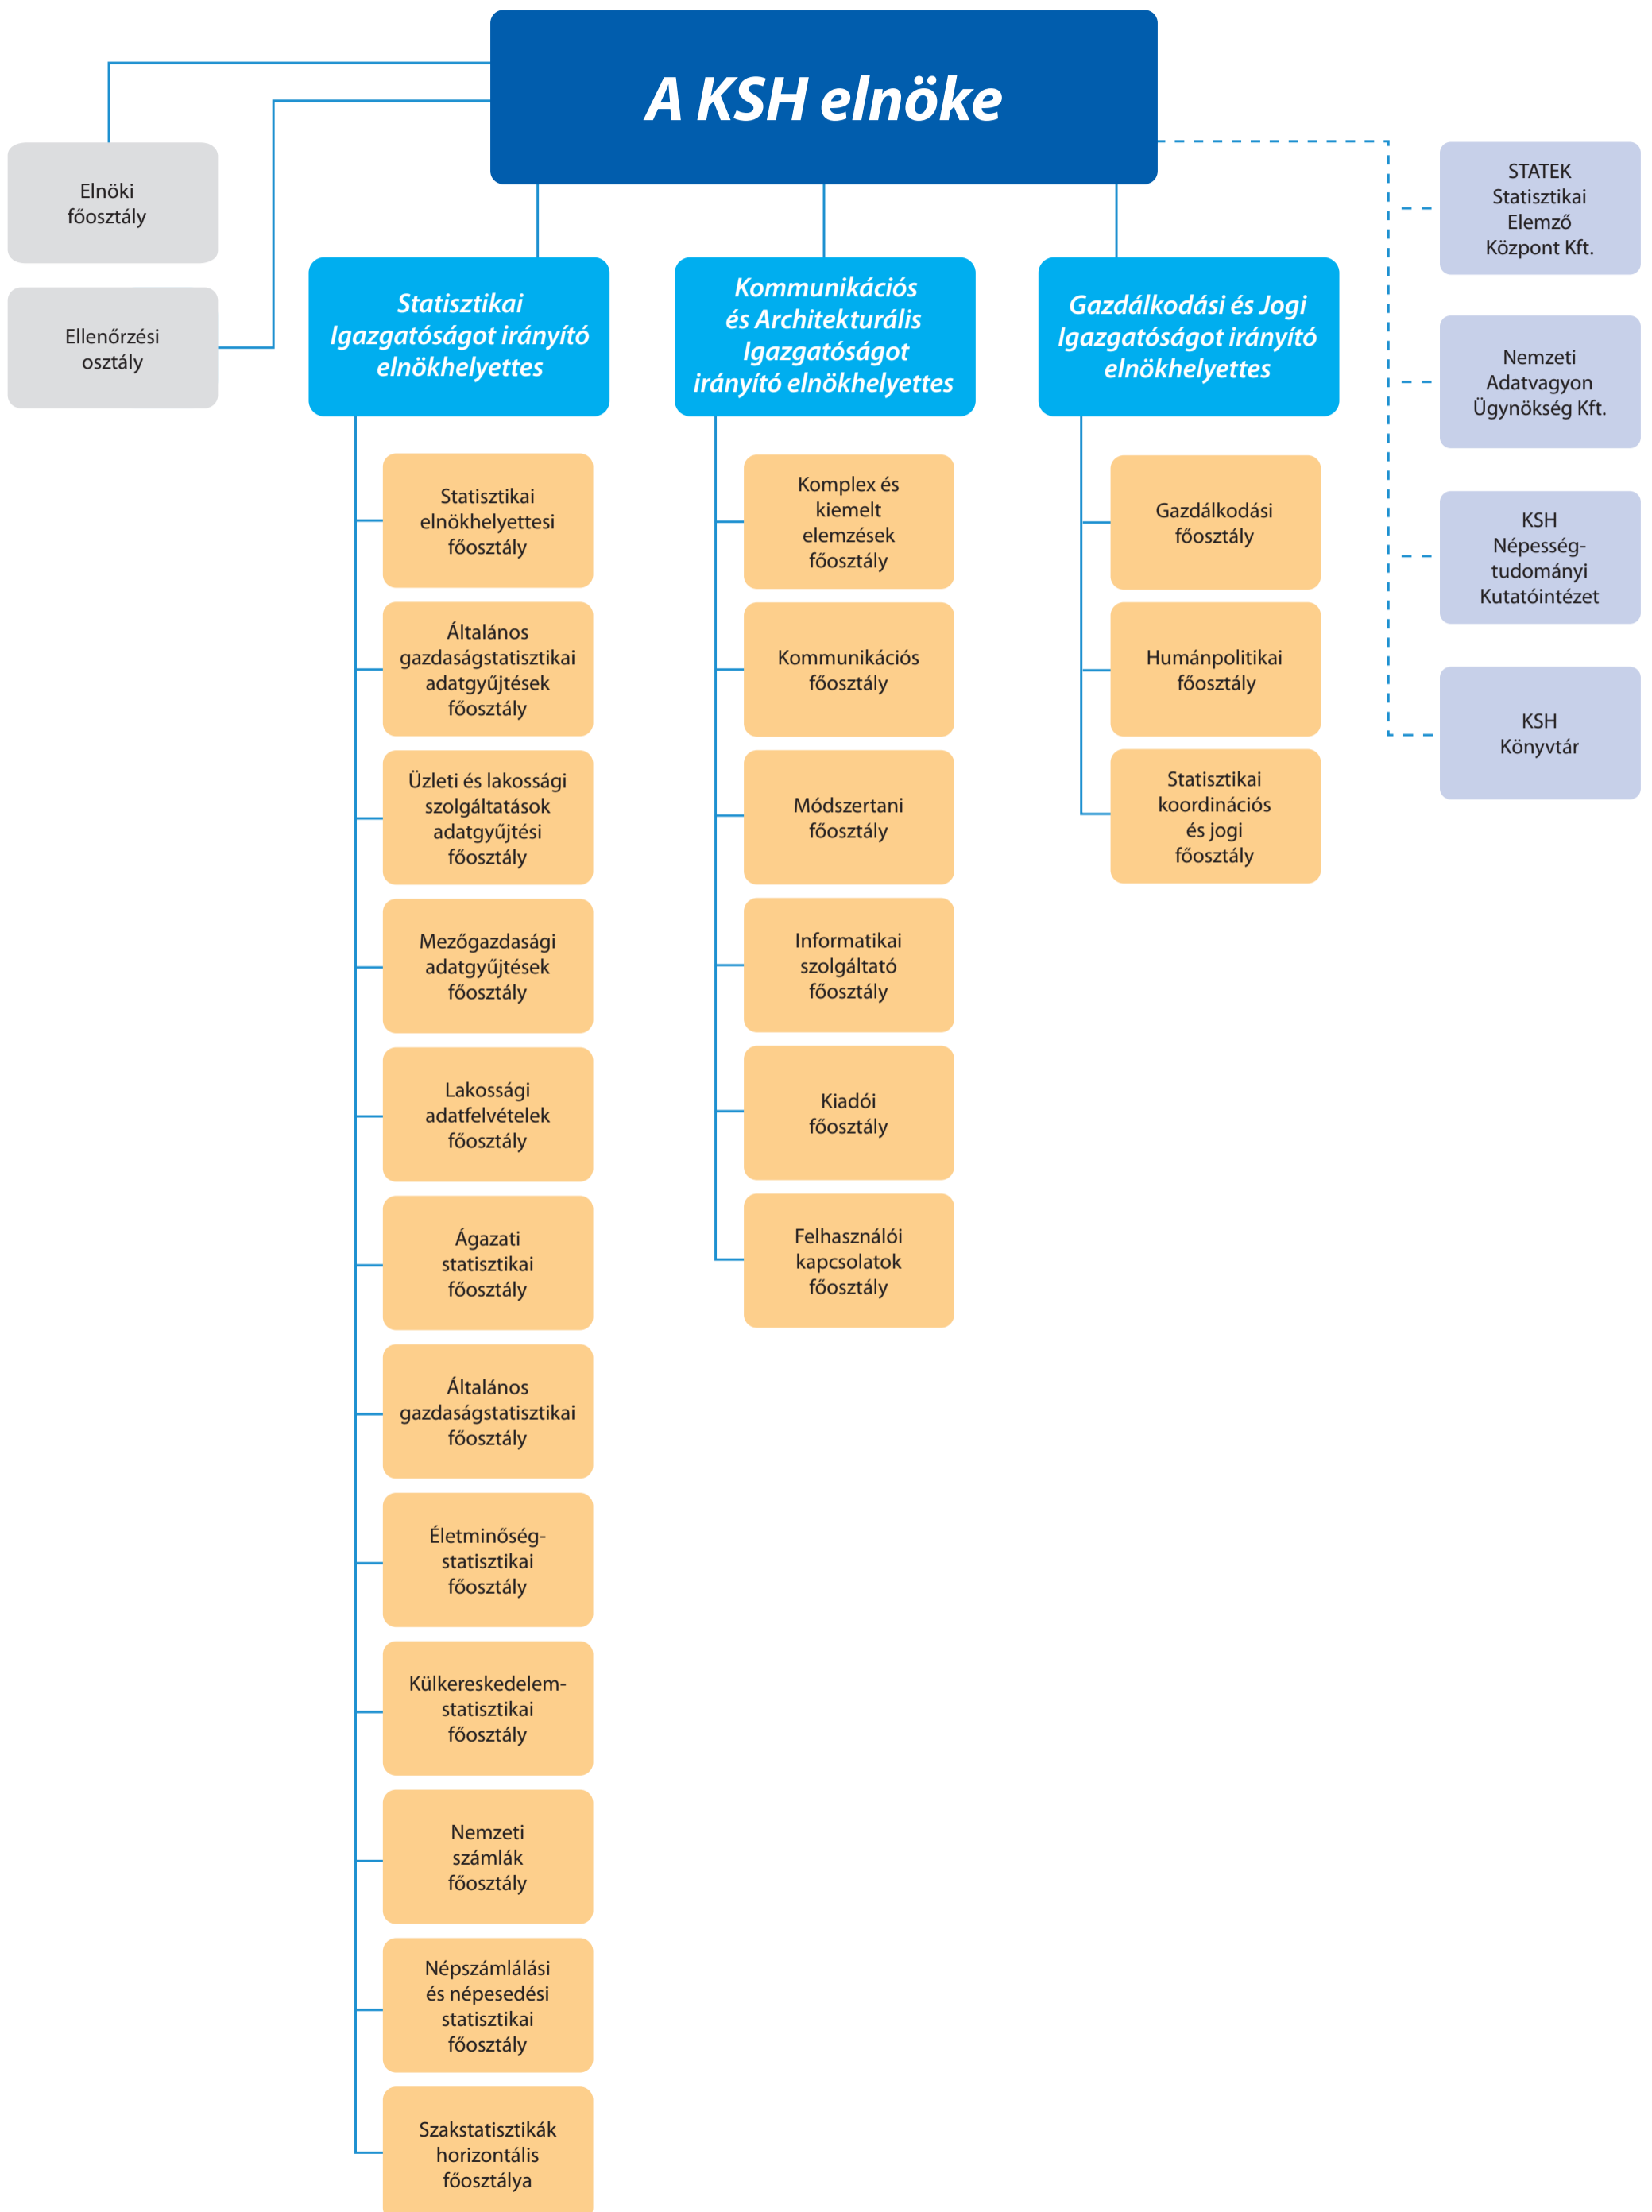 A KSH elnöke
Elnöki
főosztály
Ellenőrzési
osztály
Statisztikai
Igazgatóságot irányító
elnökhelyettes
Statisztikai
elnökhelyettesi
főosztály
Általános
gazdaságstatisztikai
adatgyűjtések
főosztály
Üzleti és lakossági
szolgáltatások
adatgyűjtési
főosztály
Mezőgazdasági
adatgyűjtések
főosztály
Lakossági
adatfelvételek
főosztály
Ágazati
statisztikai
főosztály
Általános
gazdaságstatisztikai
főosztály
Életminőség-
statisztikai
főosztály
Külkereskedelem-
statisztikai
főosztály
Nemzeti
számlák
főosztály
Népszámlálási
és népesedési
statisztikai
főosztály
Szakstatisztikák
horizontális
főosztálya
Kommunikációs
és Architekturális
Igazgatóságot
irányító elnökhelyettes
Komplex és
kiemelt
elemzések
főosztály
Kommunikációs
főosztály
Módszertani
főosztály
Informatikai
szolgáltató
főosztály
Kiadói
főosztály
Felhasználói
kapcsolatok
főosztály
Gazdálkodási és Jogi
Igazgatóságot irányító
elnökhelyettes
Gazdálkodási
főosztály
Humánpolitikai
főosztály
Statisztikai
koordinációs
és jogi
főosztály
STATEK
Statisztikai
Elemző
Központ Kft.
Nemzeti
Adatvagyon
Ügynökség Kft.
KSH
Népesség-
tudományi
Kutatóintézet
KSH
Könyvtár